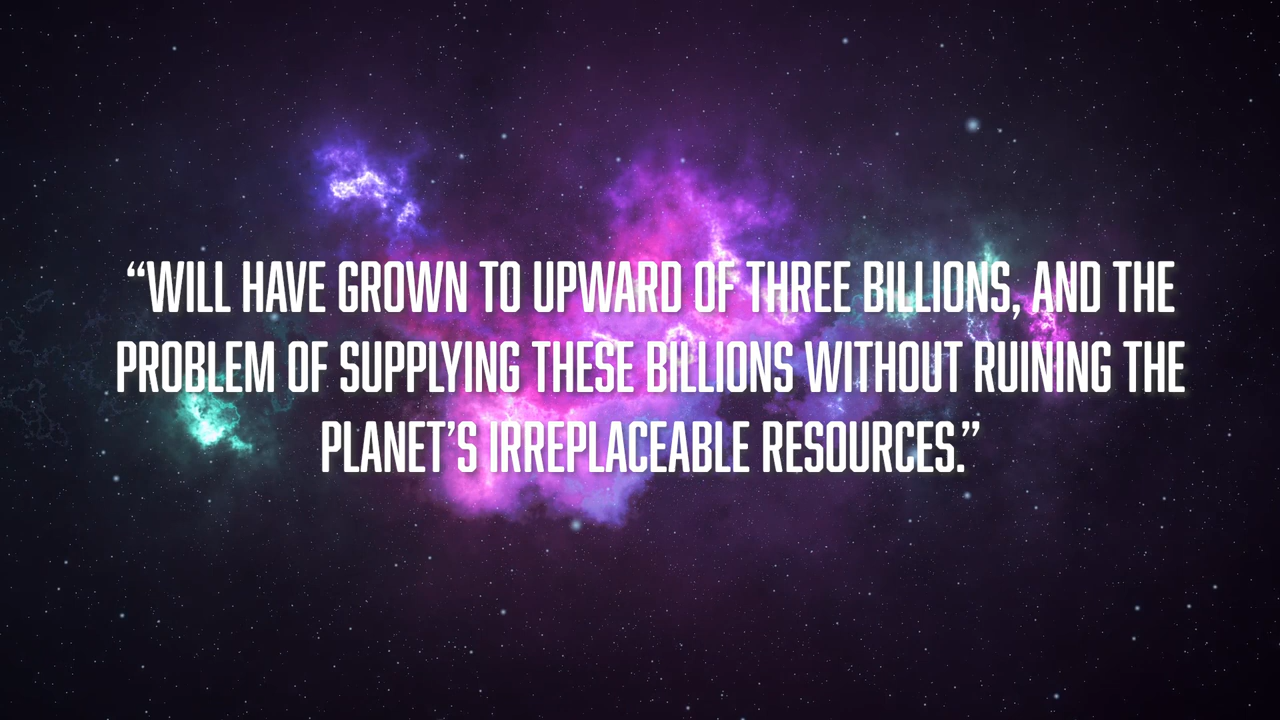 “WILL HAVE GROWN TO UPWARD OF THREE BILLIONS, AND THE
PROBLEM OF SUPPLYING THESE BILLIONS WITHOUT RUINING THE
PLANET’S IRREPLACEABLE RESOURCES.”